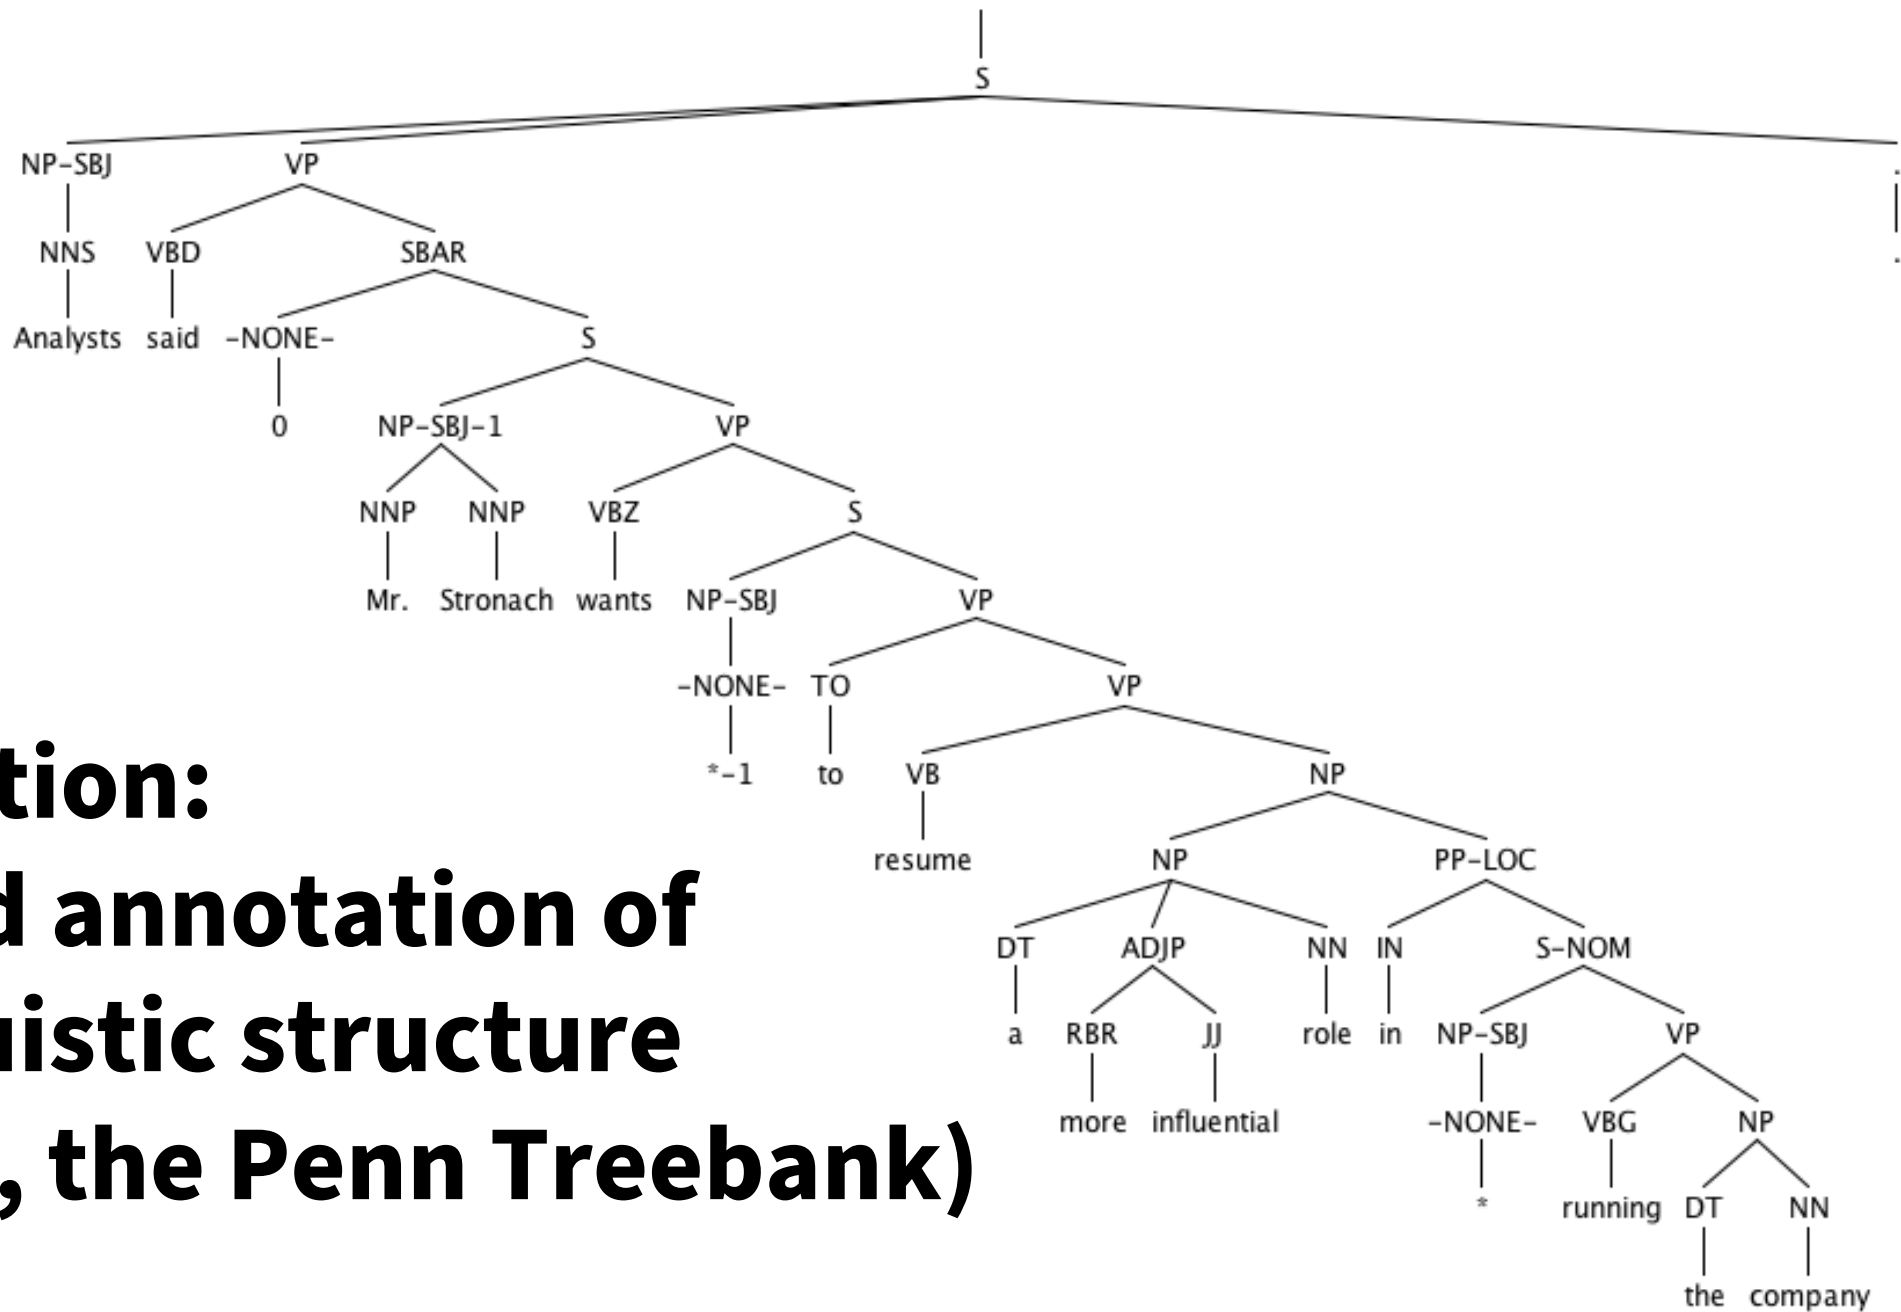 S
NP-SBJ VP .
NNS VBD SBAR .
Analysts said -NONE- S
0 NP-SBJ-1 VP
NNP NNP VBZ S
Mr. Stronach wants NP-SBJ VP
-NONE- TO VP
*-1 to VB NP
resume NP PP-LOC
DT ADJP NN IN S-NOM
a RBR JJ role in NP-SBJ VP
more influential -NONE- VBG NP
* running DT NN
the company
tion:
d annotation of
uistic structure
, the Penn Treebank)